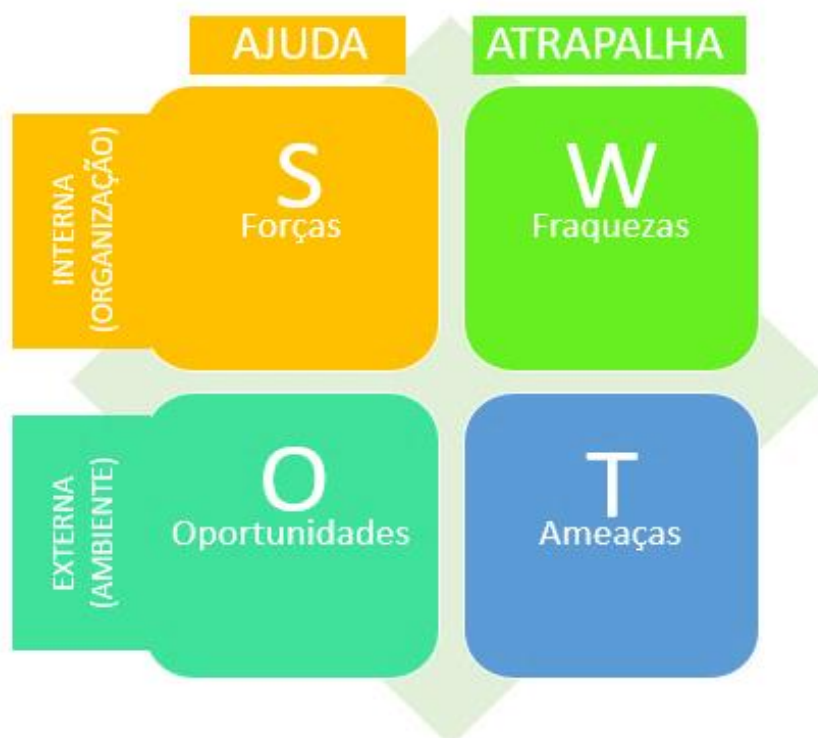 AJUDA
ATRAPALHA
INTERNA
(ORGANIZAÇÃO)
S
Forças
W
Fraquezas
EXTERNA
(AMBIENTE)
O
Oportunidades
T
Ameaças